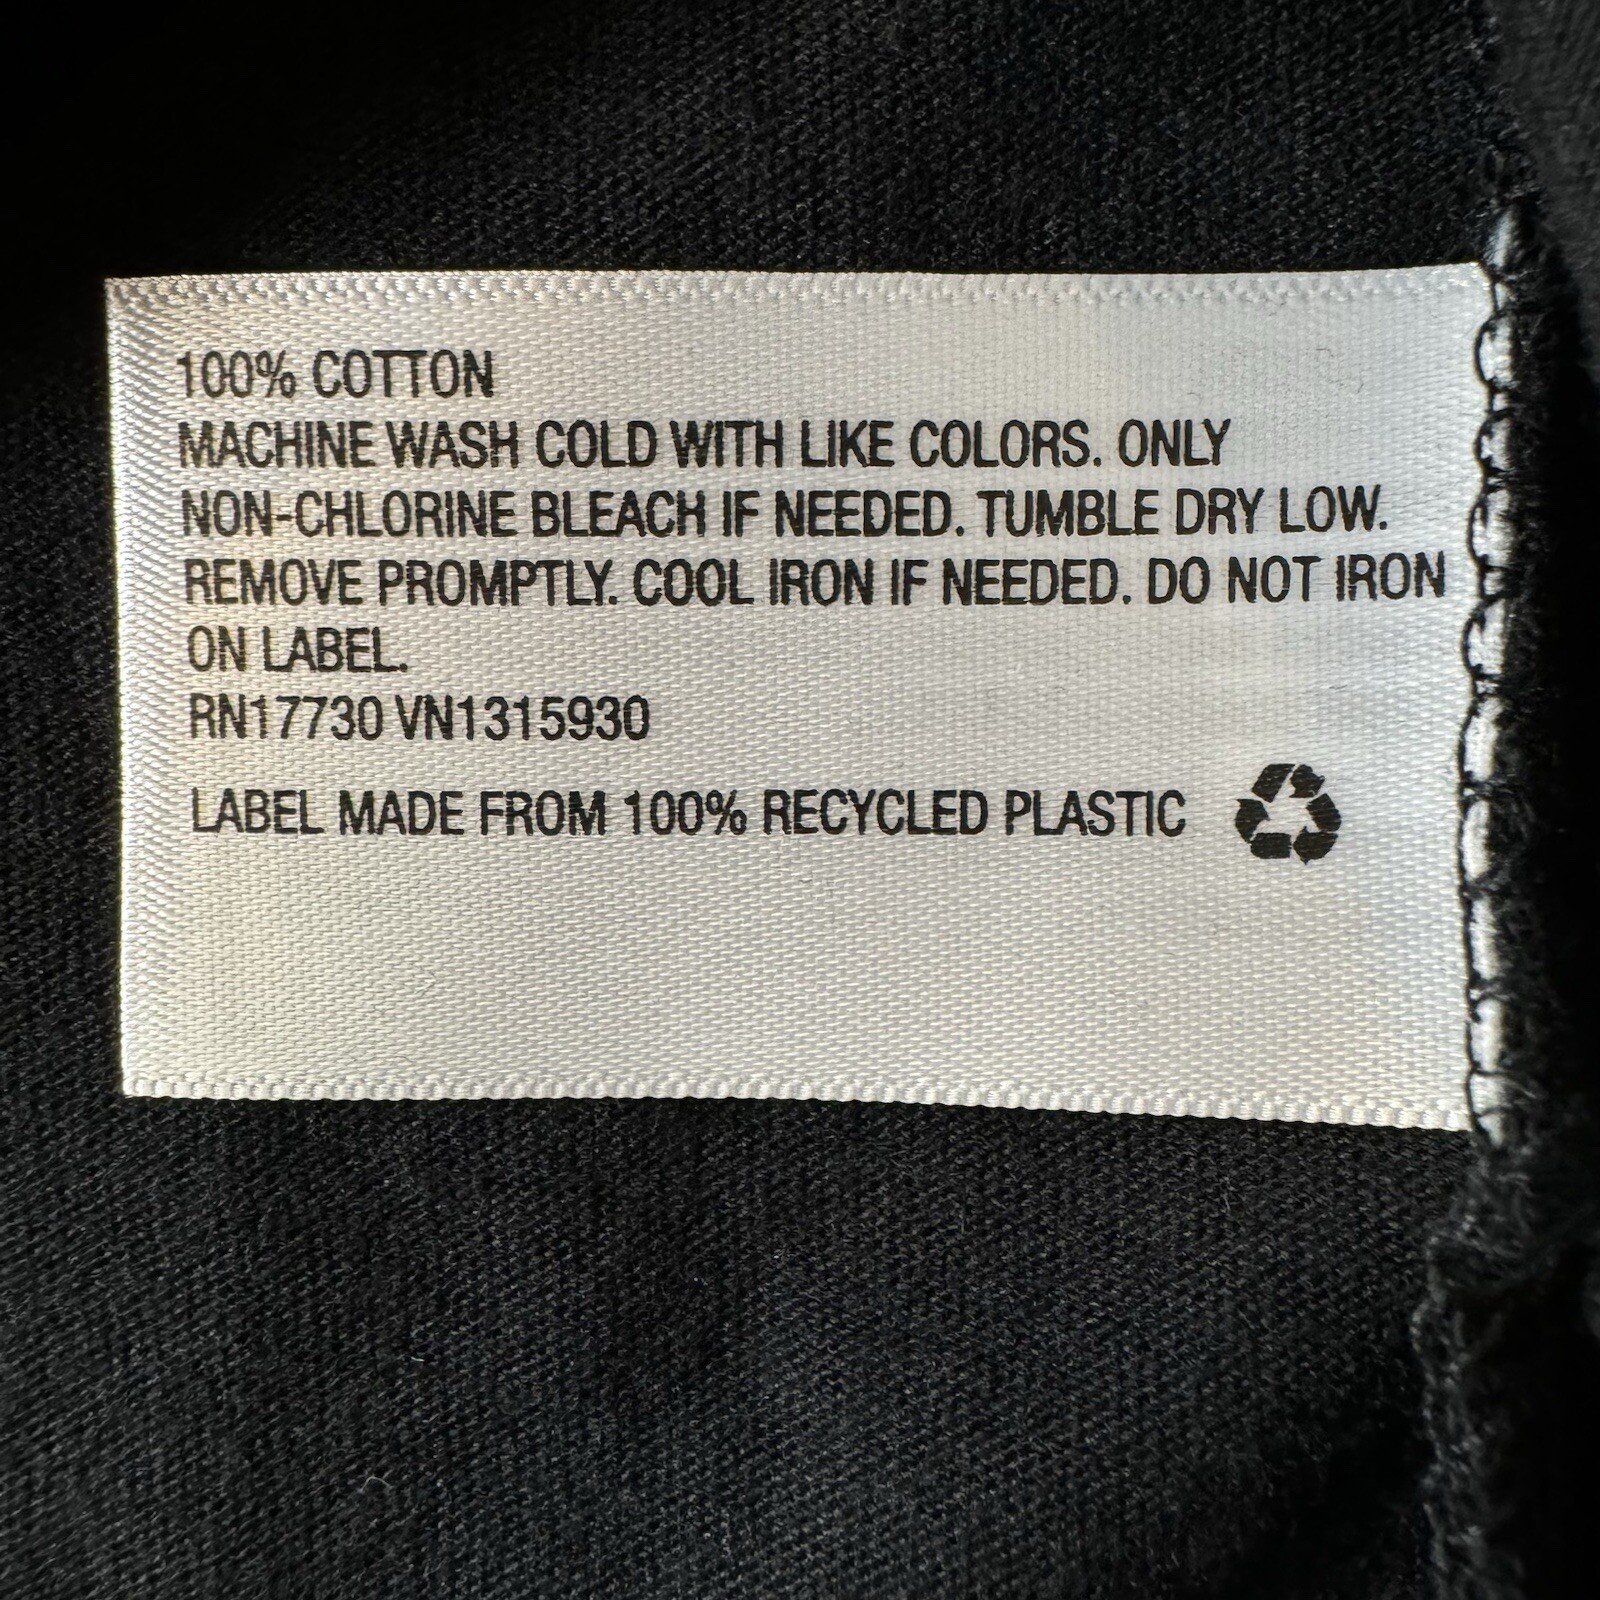 100% COTTON
MACHINE WASH COLD WITH LIKE COLORS. ONLY
NON-CHLORINE BLEACH IF NEEDED. TUMBLE DRY LOW.
REMOVE PROMPTLY. COOL IRON IF NEEDED. DO NOT IRON
ON LABEL.
RN17730 VN1315930
LABEL MADE FROM 100% RECYCLED PLASTIC